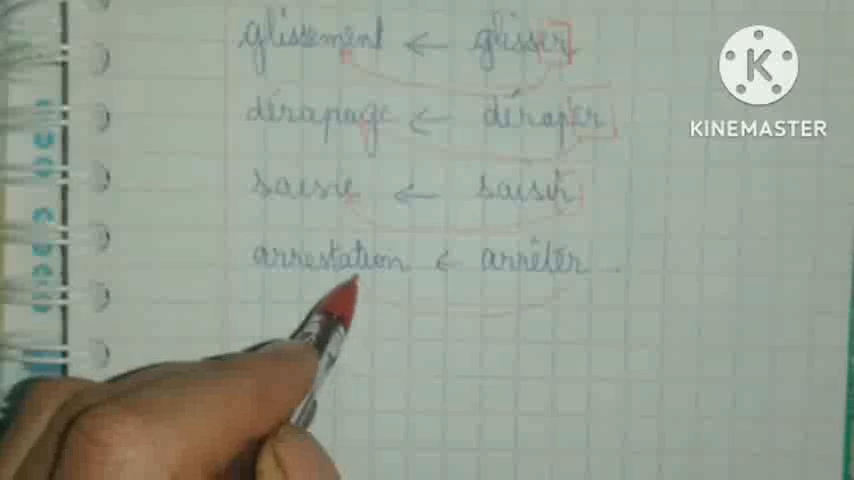 glissement ← glisser
dérapage ← déraper
saisie ← saisir
arrestation ← arrêter
K
KINEMASTER